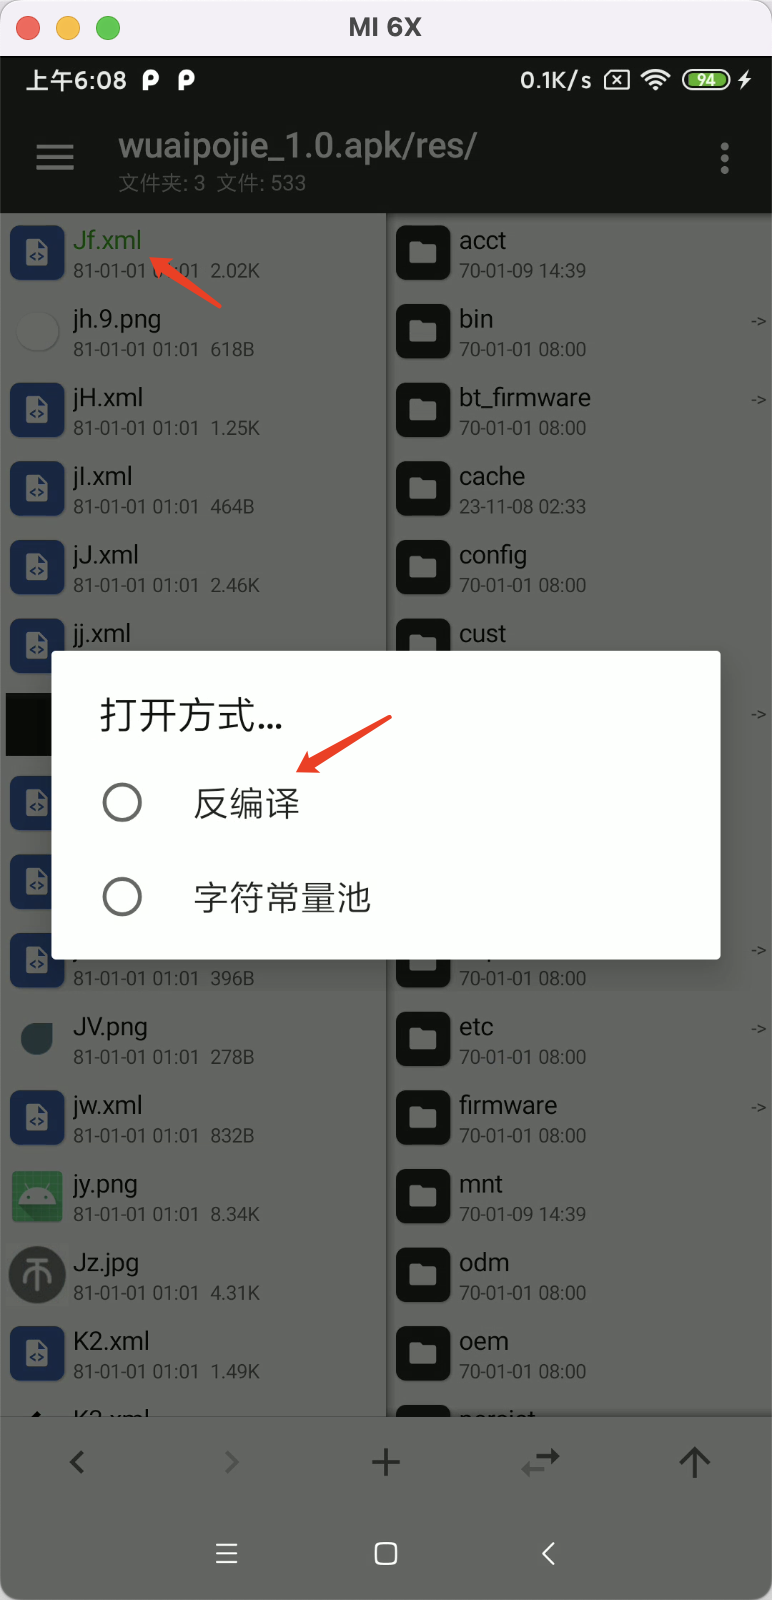 MI 6X
上午6:08
0.1K/s
94
wuaipojie_1.0.apk/res/
文件夹: 3 文件: 533
Jf.xml
81-01-01 01:01 2.02K
jh.9.png
81-01-01 01:01 618B
jH.xml
81-01-01 01:01 1.25K
jI.xml
81-01-01 01:01 464B
jJ.xml
81-01-01 01:01 2.46K
jj.xml
acct
70-01-09 14:39
bin
->
70-01-01 08:00
bt_firmware
->
70-01-01 08:00
cache
23-11-08 02:33
config
70-01-01 08:00
cust
->
打开方式...
反编译
字符常量池
81-01-01 01:01 396B
JV.png
81-01-01 01:01 278B
jw.xml
81-01-01 01:01 832B
jy.png
81-01-01 01:01 8.34K
Jz.jpg
81-01-01 01:01 4.31K
K2.xml
81-01-01 01:01 1.49K
->
70-01-01 08:00
etc
->
70-01-01 08:00
firmware
->
70-01-01 08:00
mnt
70-01-09 14:39
odm
70-01-01 08:00
oem
70-01-01 08:00